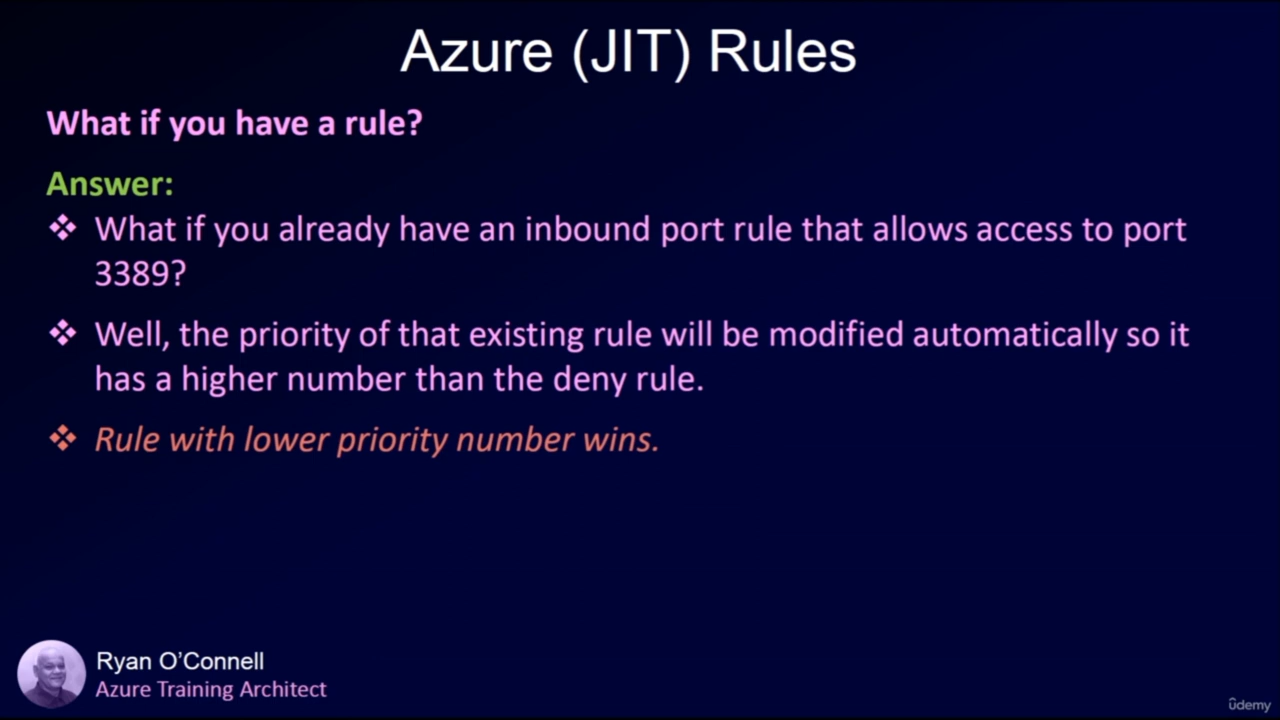 Azure (JIT) Rules
What if you have a rule?
Answer:
❖ What if you already have an inbound port rule that allows access to port
3389?
❖ Well, the priority of that existing rule will be modified automatically so it
has a higher number than the deny rule.
❖ Rule with lower priority number wins.
Ryan O’Connell
Azure Training Architect
ûdemy